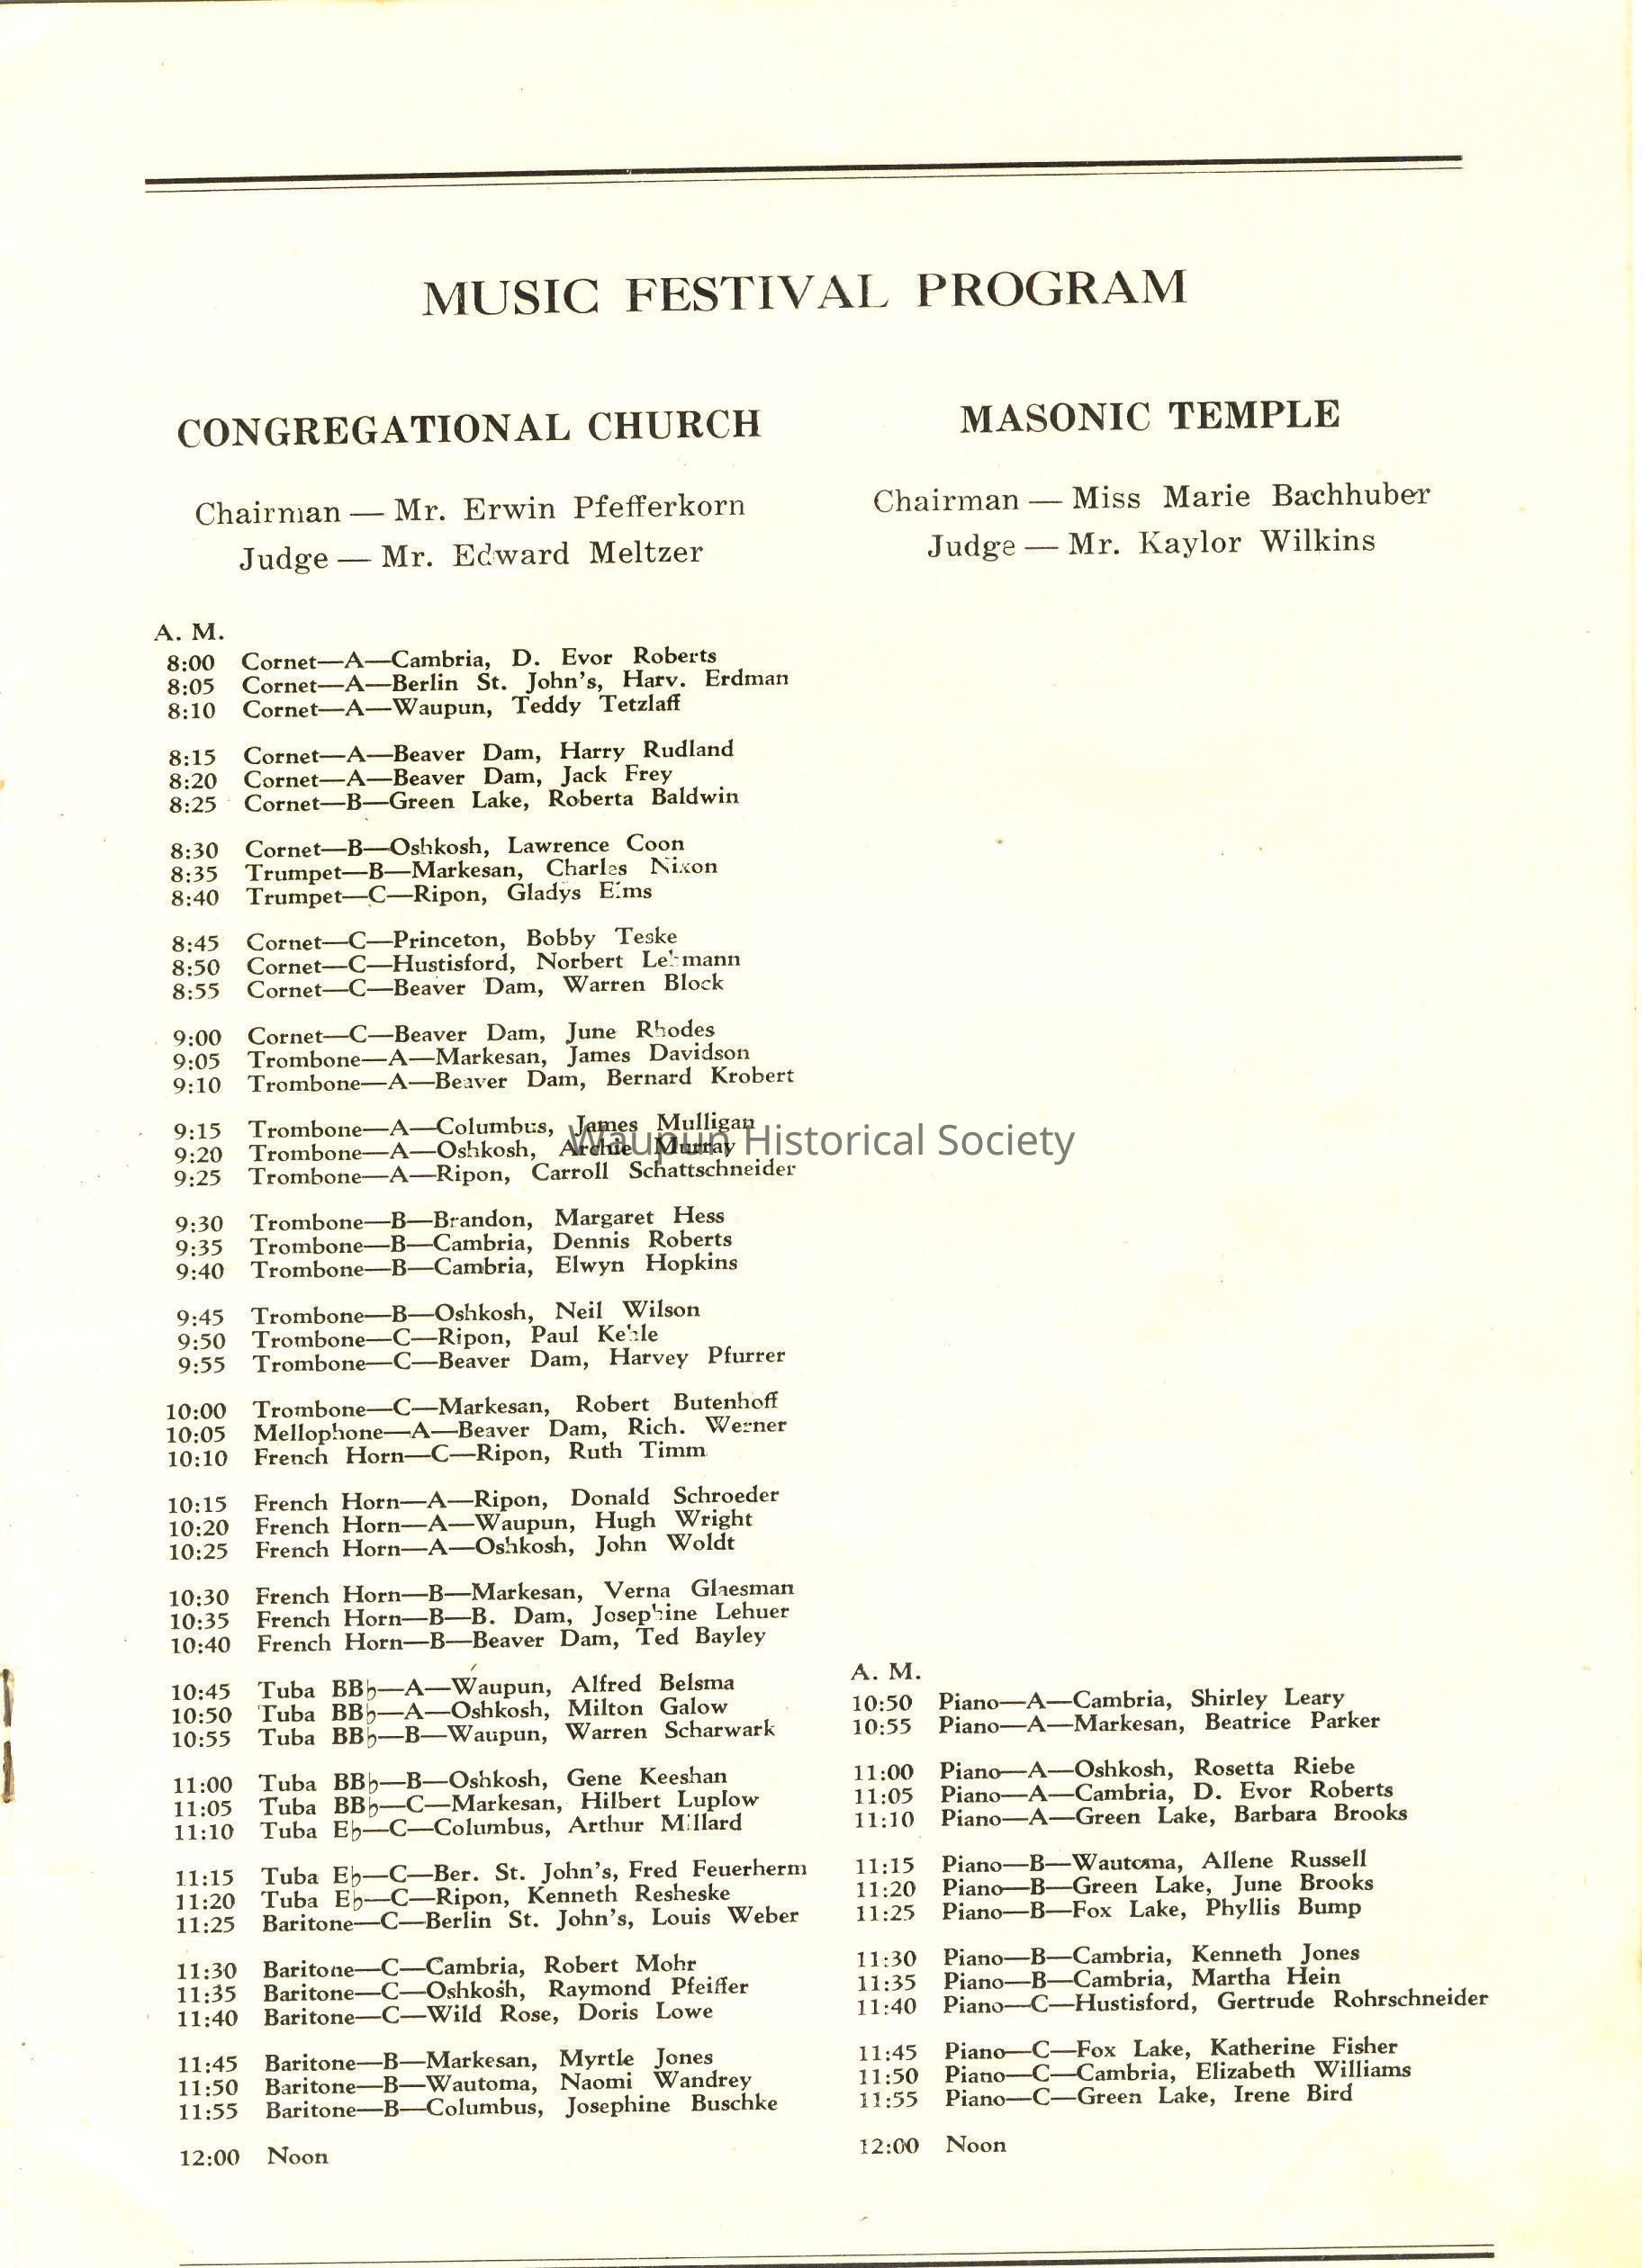 MUSIC FESTIVAL PROGRAM
CONGREGATIONAL CHURCH
Chairman — Mr. Erwin Pfefferkorn
Judge — Mr. Edward Meltzer
A. M.
8:00 Cornet—A—Cambria, D. Evor Roberts
8:05 Cornet—A—Berlin St. John's, Harv. Erdman
8:10 Cornet—A—Waupun, Teddy Tetzlaff
8:15 Cornet—A—Beaver Dam, Harry Rudland
8:20 Cornet—A—Beaver Dam, Jack Frey
8:25 Cornet—B—Green Lake, Roberta Baldwin
8:30 Cornet—B—Oshkosh, Lawrence Coon
8:35 Trumpet—B—Markesan, Charles Nixon
8:40 Trumpet—C—Ripon, Gladys Elms
8:45 Cornet—C—Princeton, Bobby Teske
8:50 Cornet—C—Hustisford, Norbert Lehmann
8:55 Cornet—C—Beaver Dam, Warren Block
9:00 Cornet—C—Beaver Dam, June Rhodes
9:05 Trombone—A—Markesan, James Davidson
9:10 Trombone—A—Beaver Dam, Bernard Krobert
9:15 Trombone—A—Columbus, James Mulligan
9:20 Trombone—A—Oshkosh, Archie Murray
9:25 Trombone—A—Ripon, Carroll Schattschneider
9:30 Trombone—B—Brandon, Margaret Hess
9:35 Trombone—B—Cambria, Dennis Roberts
9:40 Trombone—B—Cambria, Elwyn Hopkins
9:45 Trombone—B—Oshkosh, Neil Wilson
9:50 Trombone—C—Ripon, Paul Kehle
9:55 Trombone—C—Beaver Dam, Harvey Pfurrer
10:00 Trombone—C—Markesan, Robert Butenhoff
10:05 Mellophone—A—Beaver Dam, Rich. Werner
10:10 French Horn—C—Ripon, Ruth Timm
10:15 French Horn—A—Ripon, Donald Schroeder
10:20 French Horn—A—Waupun, Hugh Wright
10:25 French Horn—A—Oshkosh, John Woldt
10:30 French Horn—B—Markesan, Verna Glaesman
10:35 French Horn—B—B. Dam, Josephine Lehuer
10:40 French Horn—B—Beaver Dam, Ted Bayley
10:45 Tuba BB♭—A—Waupun, Alfred Belsma
10:50 Tuba BB♭—A—Oshkosh, Milton Galow
10:55 Tuba BB♭—B—Waupun, Warren Scharwark
11:00 Tuba BB♭—B—Oshkosh, Gene Keeshan
11:05 Tuba BB♭—C—Markesan, Hilbert Luplow
11:10 Tuba E♭—C—Columbus, Arthur Millard
11:15 Tuba E♭—C—Ber. St. John's, Fred Feuerherm
11:20 Tuba E♭—C—Ripon, Kenneth Resheske
11:25 Baritone—C—Berlin St. John's, Louis Weber
11:30 Baritone—C—Cambria, Robert Mohr
11:35 Baritone—C—Oshkosh, Raymond Pfeiffer
11:40 Baritone—C—Wild Rose, Doris Lowe
11:45 Baritone—B—Markesan, Myrtle Jones
11:50 Baritone—B—Wautoma, Naomi Wandrey
11:55 Baritone—B—Columbus, Josephine Buschke
12:00 Noon
MASONIC TEMPLE
Chairman — Miss Marie Bachhuber
Judge — Mr. Kaylor Wilkins
A. M.
10:50 Piano—A—Cambria, Shirley Leary
10:55 Piano—A—Markesan, Beatrice Parker
11:00 Piano—A—Oshkosh, Rosetta Riebe
11:05 Piano—A—Cambria, D. Evor Roberts
11:10 Piano—A—Green Lake, Barbara Brooks
11:15 Piano—B—Wautoma, Allene Russell
11:20 Piano—B—Green Lake, June Brooks
11:25 Piano—B—Fox Lake, Phyllis Bump
11:30 Piano—B—Cambria, Kenneth Jones
11:35 Piano—B—Cambria, Martha Hein
11:40 Piano—C—Hustisford, Gertrude Rohrschneider
11:45 Piano—C—Fox Lake, Katherine Fisher
11:50 Piano—C—Cambria, Elizabeth Williams
11:55 Piano—C—Green Lake, Irene Bird
12:00 Noon
Waupun Historical Society